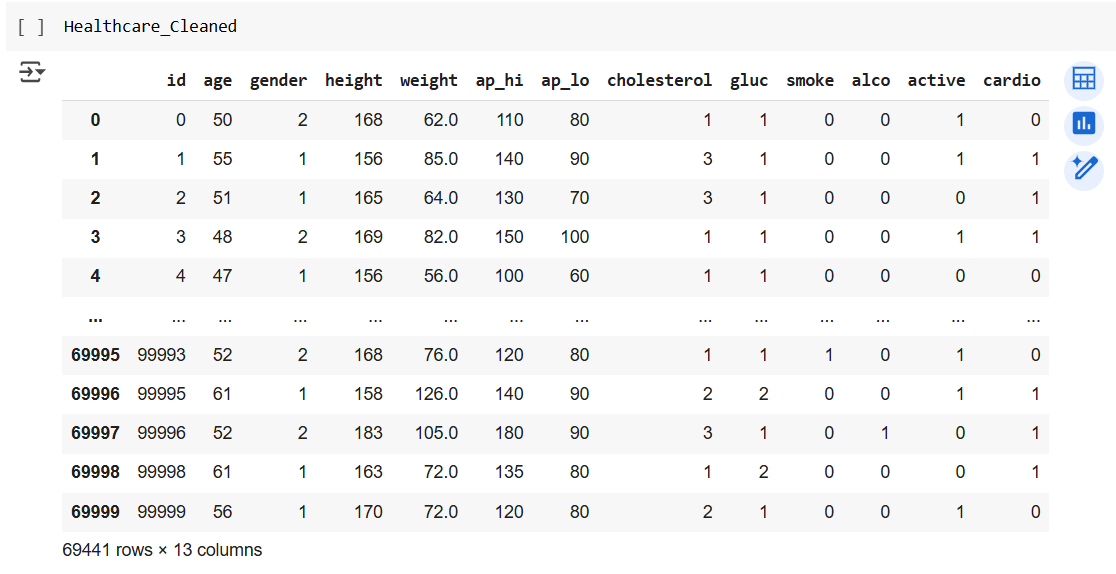 [ ] Healthcare_Cleaned
id age gender height weight ap_hi ap_lo cholesterol gluc smoke alco active cardio
0 0 50 2 168 62.0 110 80 1 1 0 0 1 0
1 1 55 1 156 85.0 140 90 3 1 0 0 1 1
2 2 51 1 165 64.0 130 70 3 1 0 0 0 1
3 3 48 2 169 82.0 150 100 1 1 0 0 1 1
4 4 47 1 156 56.0 100 60 1 1 0 0 0 0
... ... ... ... ... ... ... ... ... ... ... ... ... ...
69995 99993 52 2 168 76.0 120 80 1 1 1 0 1 0
69996 99995 61 1 158 126.0 140 90 2 2 0 0 1 1
69997 99996 52 2 183 105.0 180 90 3 1 0 1 0 1
69998 99998 61 1 163 72.0 135 80 1 2 0 0 0 1
69999 99999 56 1 170 72.0 120 80 2 1 0 0 1 0
69441 rows × 13 columns